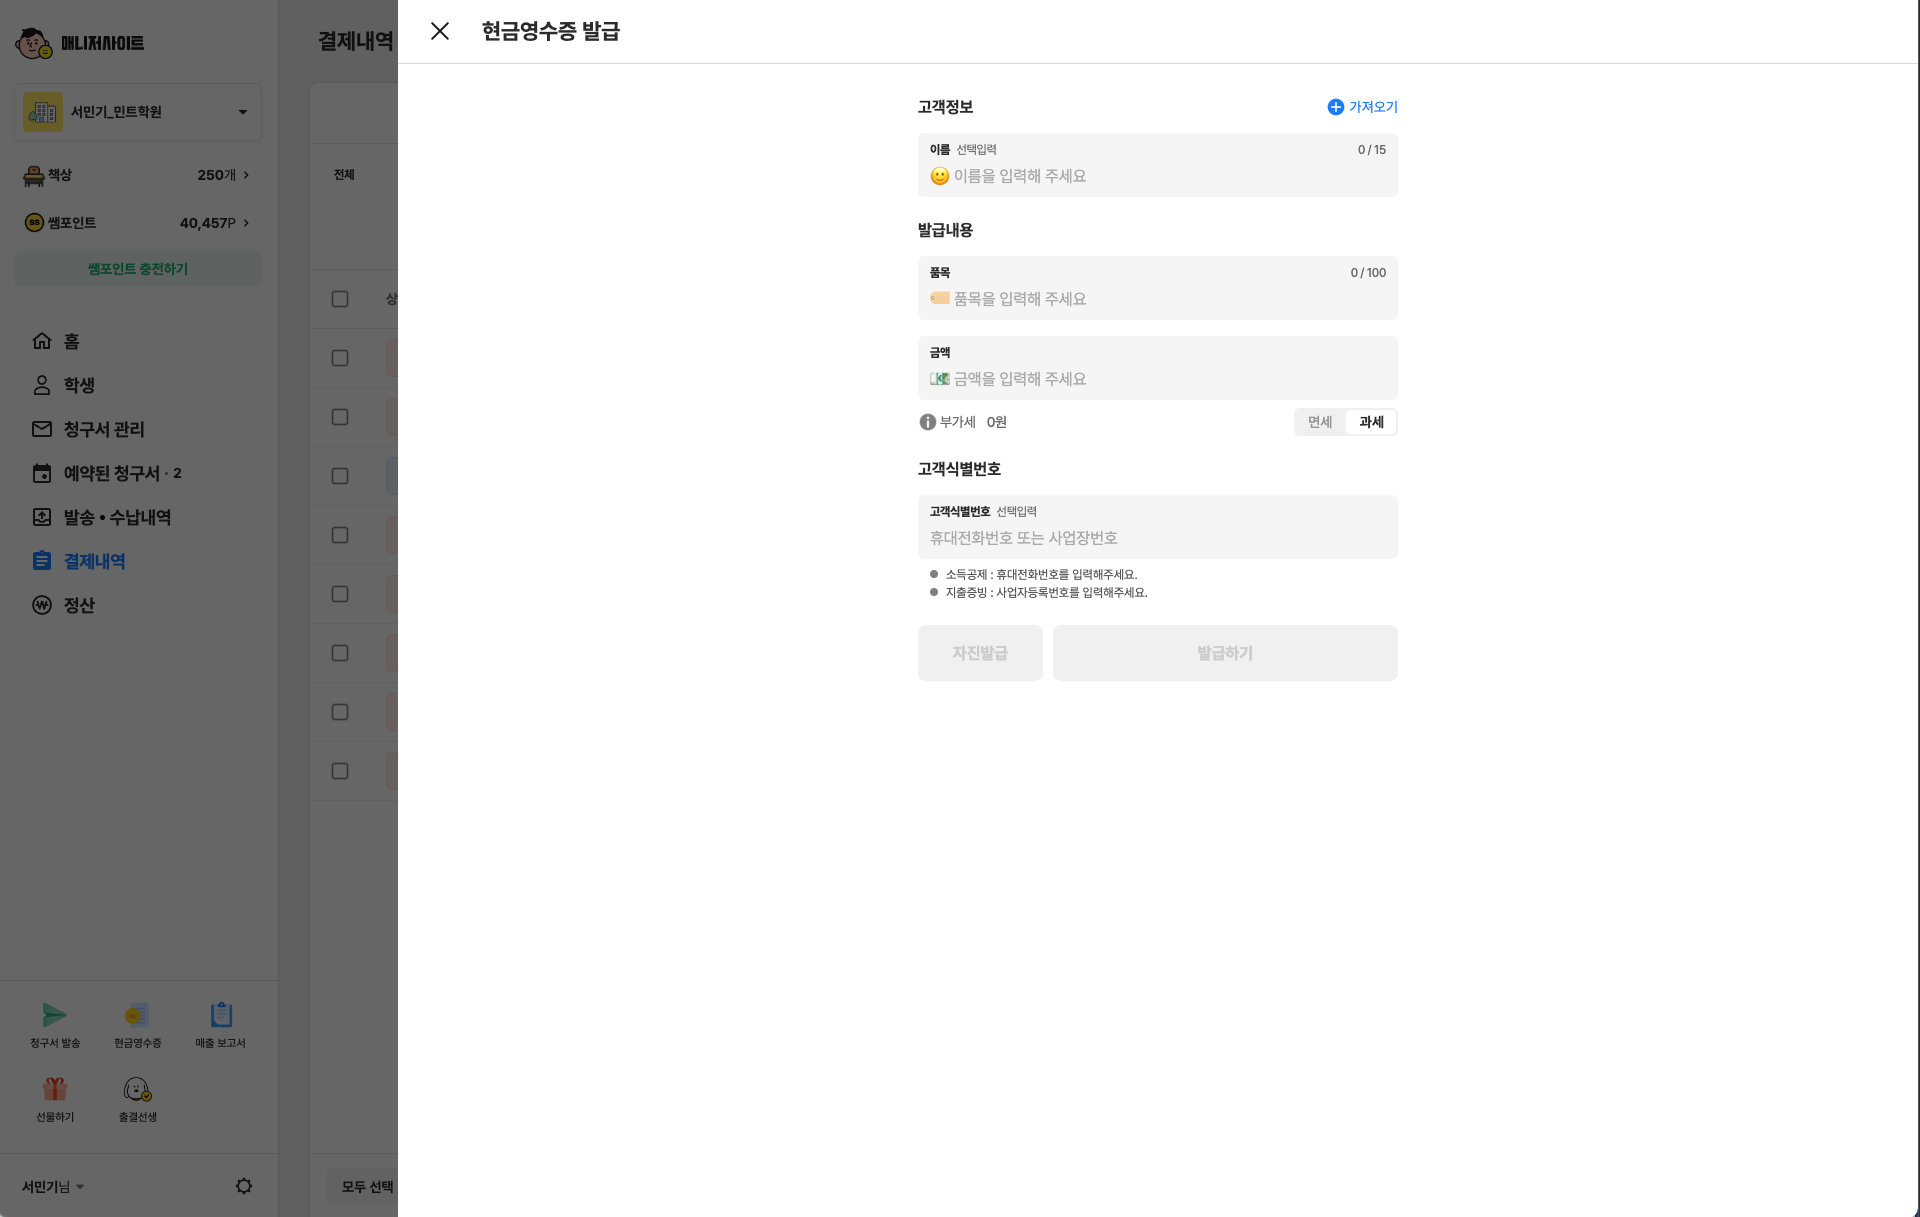 매니저사이트
서민기_민트학원
책상 250개
쌤포인트 40,457P
쌤포인트 충전하기
홈
학생
청구서 관리
예약된 청구서 · 2
발송 • 수납내역
결제내역
정산
청구서 발송 현금영수증 매출 보고서
선물하기 출결선생
서민기님
결제내역
전체
상
모두 선택
현금영수증 발급
고객정보 가져오기
이름 선택입력 0 / 15
이름을 입력해 주세요
발급내용
품목 0 / 100
품목을 입력해 주세요
금액
금액을 입력해 주세요
부가세 0원 면세 과세
고객식별번호
고객식별번호 선택입력
휴대전화번호 또는 사업장번호
소득공제 : 휴대전화번호를 입력해주세요.
지출증빙 : 사업자등록번호를 입력해주세요.
자진발급 발급하기